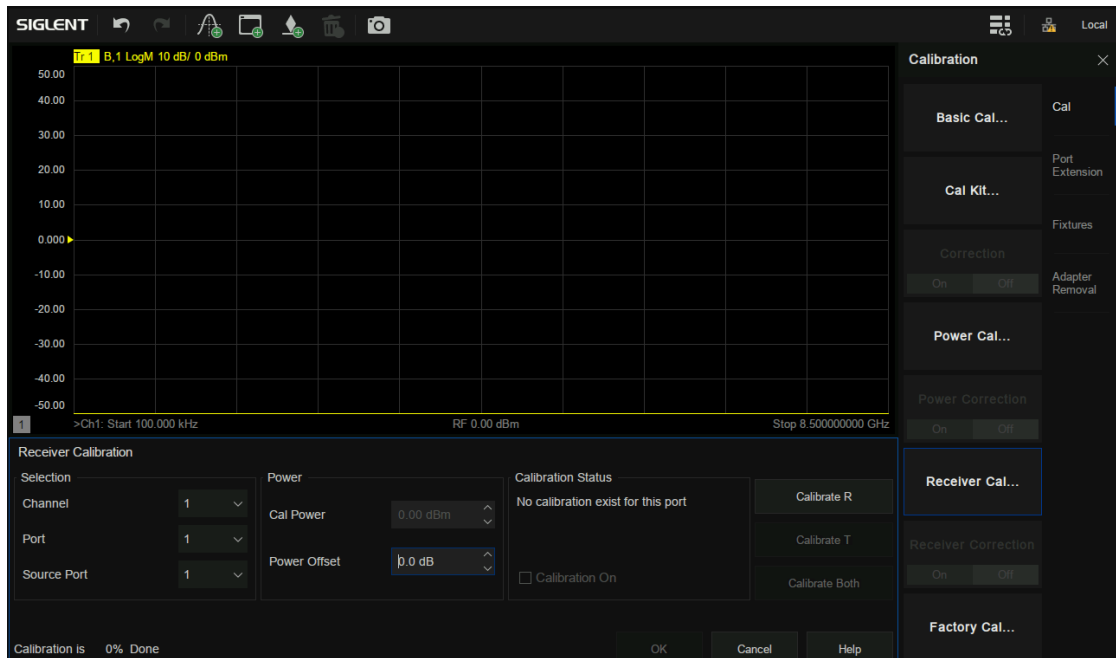 SIGLENT
Local
Tr 1 B,1 LogM 10 dB/ 0 dBm
50.00
40.00
30.00
20.00
10.00
0.000
-10.00
-20.00
-30.00
-40.00
-50.00
1 >Ch1: Start 100.000 kHz RF 0.00 dBm Stop 8.500000000 GHz
Receiver Calibration
Selection
Channel 1
Port 1
Source Port 1
Power
Cal Power 0.00 dBm
Power Offset 0.0 dB
Calibration Status
No calibration exist for this port
Calibration On
Calibrate R
Calibrate T
Calibrate Both
Calibration is 0% Done
OK Cancel Help
Calibration
Basic Cal...
Cal Kit...
Correction
On Off
Power Cal...
Power Correction
On Off
Receiver Cal...
Receiver Correction
On Off
Factory Cal...
Cal
Port
Extension
Fixtures
Adapter
Removal